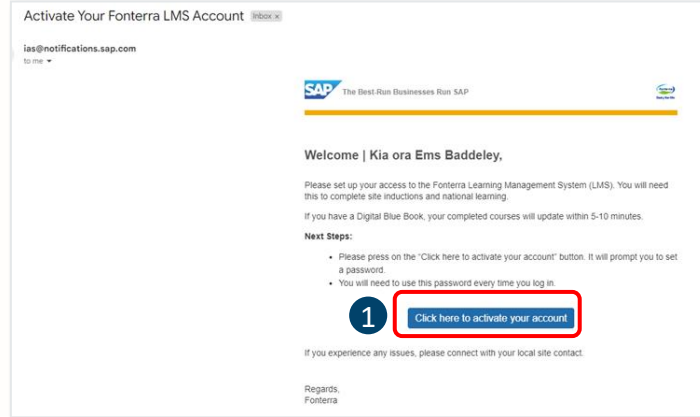 Activate Your Fonterra LMS Account Inbox x
ias@notifications.sap.com
to me
SAP The Best-Run Businesses Run SAP
Welcome | Kia ora Ems Baddeley,
Please set up your access to the Fonterra Learning Management System (LMS). You will need
this to complete site inductions and national learning.
If you have a Digital Blue Book, your completed courses will update within 5-10 minutes.
Next Steps:
• Please press on the "Click here to activate your account" button. It will prompt you to set
a password.
• You will need to use this password every time you log in.
1 Click here to activate your account
If you experience any issues, please connect with your local site contact.
Regards,
Fonterra